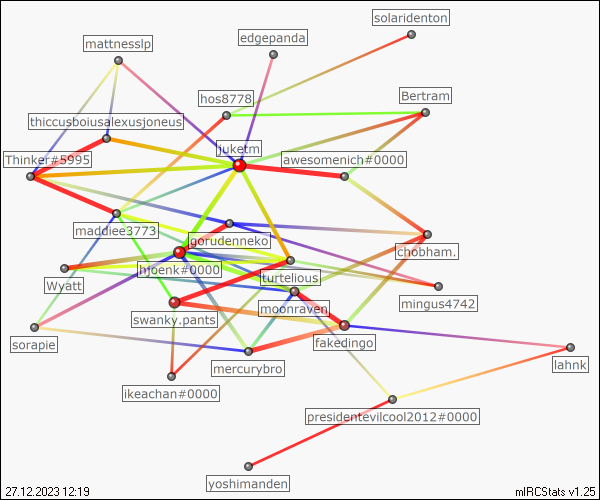 solaridenton
edgepanda
mattnesslp
hos8778
Bertram
thiccusboiusalexusjoneus
juketm
Thinker#5995
awesomenich#0000
maddiee3773
gorudenneko
chobham.
hjoenk#0000
turtelious
Wyatt
mingus4742
moonraven
swanky.pants
sorapie
fakedingo
lahnk
mercurybro
ikeachan#0000
presidentevilcool2012#0000
yoshimanden
27.12.2023 12:19
mIRCStats v1.25